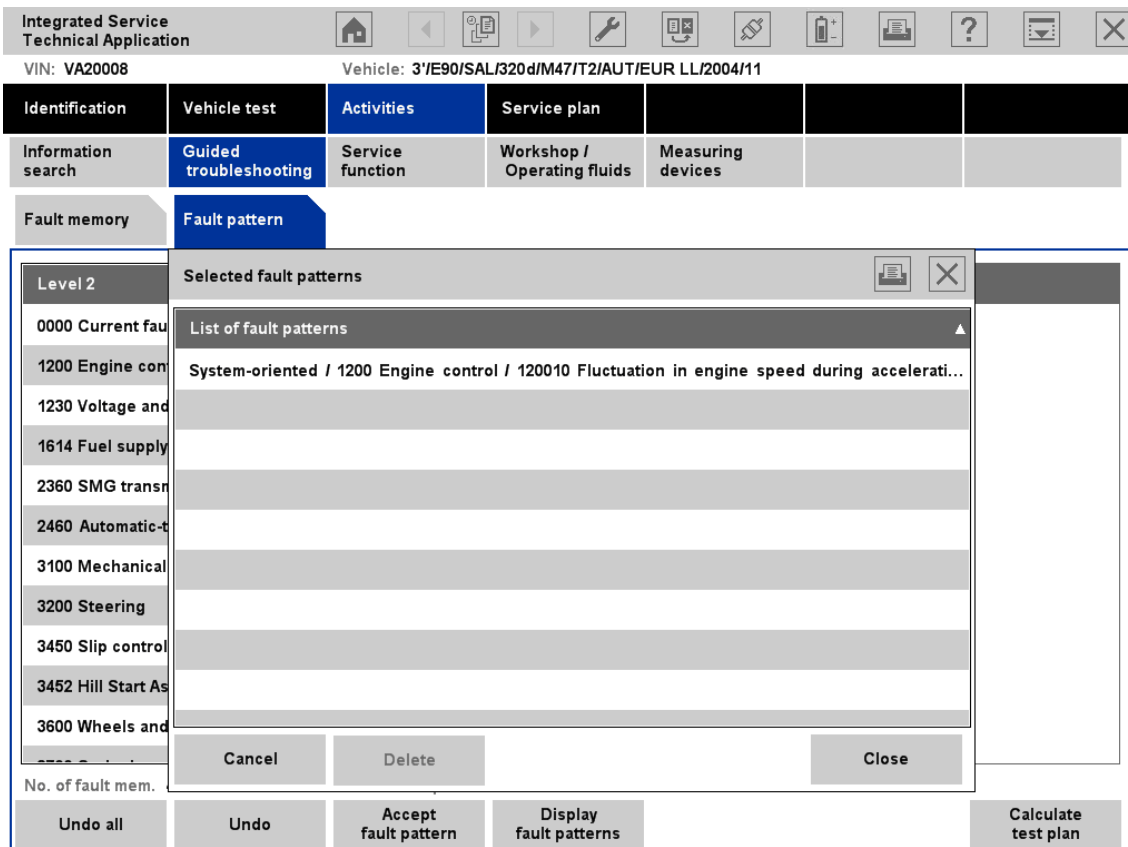 Integrated Service
Technical Application
VIN: VA20008 Vehicle: 3'/E90/SAL/320d/M47/T2/AUT/EUR LL/2004/11
Identification Vehicle test Activities Service plan
Information search
Guided troubleshooting
Service function
Workshop / Operating fluids
Measuring devices
Fault memory Fault pattern
Selected fault patterns
List of fault patterns
System-oriented / 1200 Engine control / 120010 Fluctuation in engine speed during accelerati...
Level 2
0000 Current fau
1200 Engine con
1230 Voltage and
1614 Fuel supply
2360 SMG transm
2460 Automatic-t
3100 Mechanical
3200 Steering
3450 Slip control
3452 Hill Start As
3600 Wheels and
Cancel Delete Close
No. of fault mem.
Undo all
Undo
Accept fault pattern
Display fault patterns
Calculate test plan